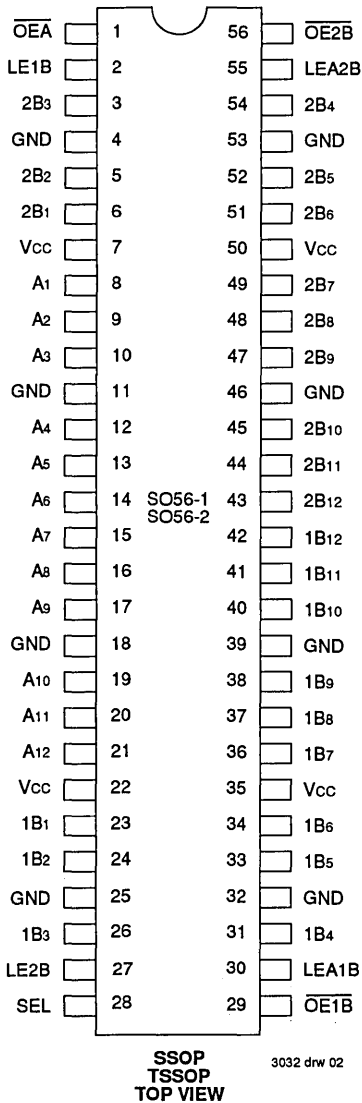 O̅E̅A̅ 1 56 O̅E̅2̅B̅
LE1B 2 55 LEA2B
2B3 3 54 2B4
GND 4 53 GND
2B2 5 52 2B5
2B1 6 51 2B6
VCC 7 50 VCC
A1 8 49 2B7
A2 9 48 2B8
A3 10 47 2B9
GND 11 46 GND
A4 12 45 2B10
A5 13 44 2B11
A6 14 SO56-1 43 2B12
SO56-2
A7 15 42 1B12
A8 16 41 1B11
A9 17 40 1B10
GND 18 39 GND
A10 19 38 1B9
A11 20 37 1B8
A12 21 36 1B7
VCC 22 35 VCC
1B1 23 34 1B6
1B2 24 33 1B5
GND 25 32 GND
1B3 26 31 1B4
LE2B 27 30 LEA1B
SEL 28 29 O̅E̅1̅B̅
SSOP
TSSOP
TOP VIEW
3032 drw 02